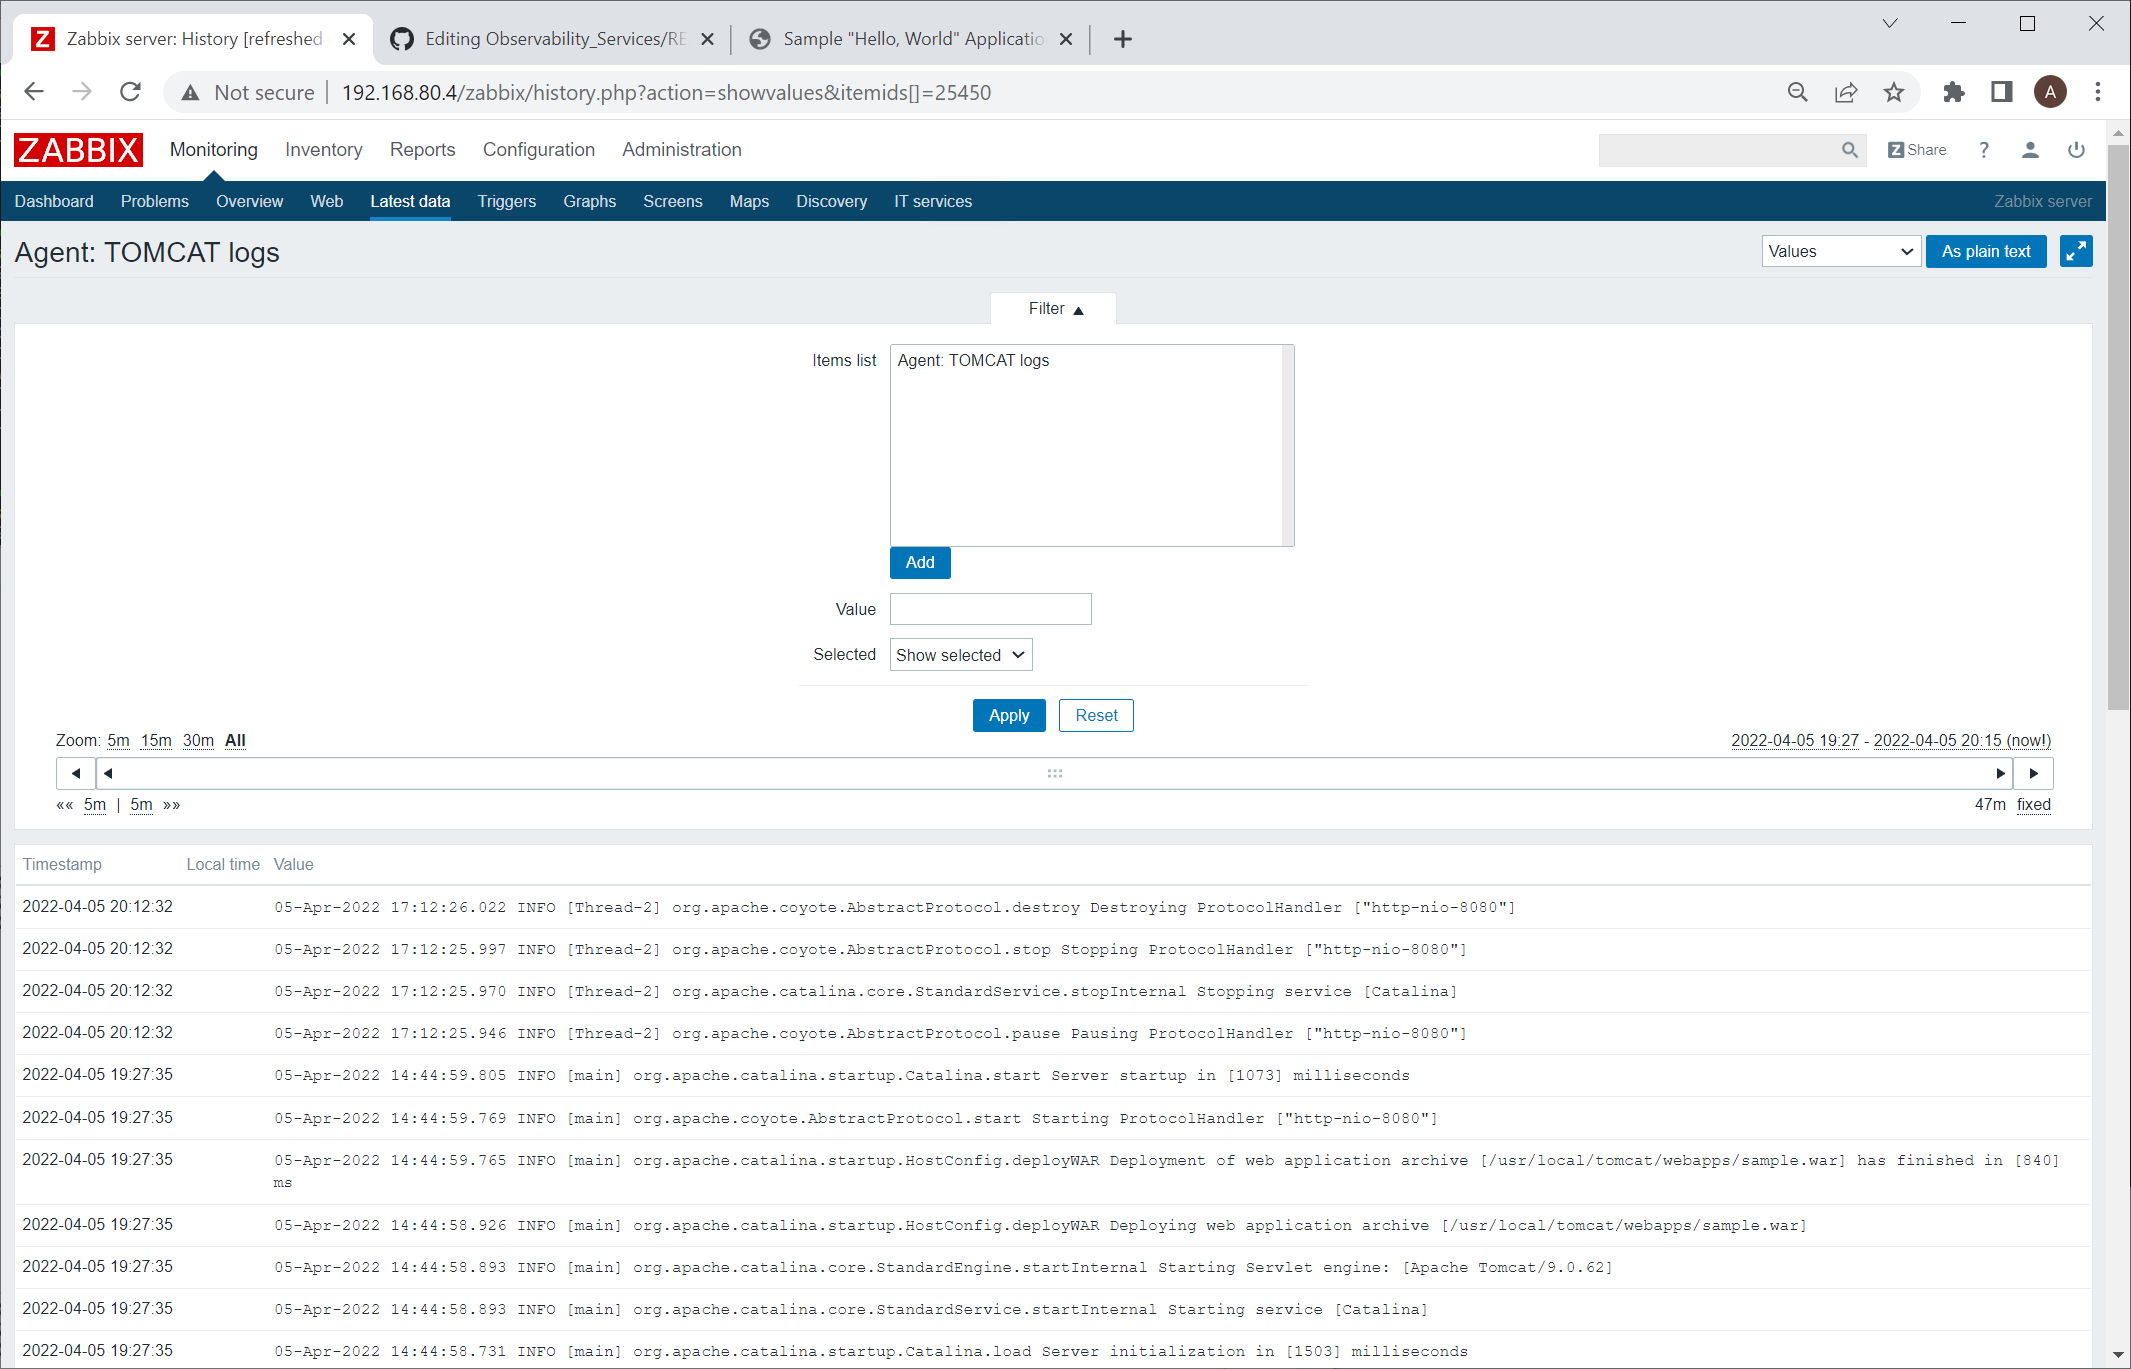 Zabbix server: History [refreshed
Editing Observability_Services/RE
Sample "Hello, World" Applicatio
Not secure
192.168.80.4/zabbix/history.php?action=showvalues&itemids[]=25450
A
ZABBIX
Monitoring
Inventory
Reports
Configuration
Administration
Z Share
?
Dashboard
Problems
Overview
Web
Latest data
Triggers
Graphs
Screens
Maps
Discovery
IT services
Zabbix server
Agent: TOMCAT logs
Values
As plain text
Filter ▲
Items list
Agent: TOMCAT logs
Add
Value
Selected
Show selected
Apply
Reset
Zoom: 5m 15m 30m All
2022-04-05 19:27 - 2022-04-05 20:15 (now!)
«« 5m | 5m »»
47m fixed
Timestamp Local time Value
2022-04-05 20:12:32 05-Apr-2022 17:12:26.022 INFO [Thread-2] org.apache.coyote.AbstractProtocol.destroy Destroying ProtocolHandler ["http-nio-8080"]
2022-04-05 20:12:32 05-Apr-2022 17:12:25.997 INFO [Thread-2] org.apache.coyote.AbstractProtocol.stop Stopping ProtocolHandler ["http-nio-8080"]
2022-04-05 20:12:32 05-Apr-2022 17:12:25.970 INFO [Thread-2] org.apache.catalina.core.StandardService.stopInternal Stopping service [Catalina]
2022-04-05 20:12:32 05-Apr-2022 17:12:25.946 INFO [Thread-2] org.apache.coyote.AbstractProtocol.pause Pausing ProtocolHandler ["http-nio-8080"]
2022-04-05 19:27:35 05-Apr-2022 14:44:59.805 INFO [main] org.apache.catalina.startup.Catalina.start Server startup in [1073] milliseconds
2022-04-05 19:27:35 05-Apr-2022 14:44:59.769 INFO [main] org.apache.coyote.AbstractProtocol.start Starting ProtocolHandler ["http-nio-8080"]
2022-04-05 19:27:35 05-Apr-2022 14:44:59.765 INFO [main] org.apache.catalina.startup.HostConfig.deployWAR Deployment of web application archive [/usr/local/tomcat/webapps/sample.war] has finished in [840]
ms
2022-04-05 19:27:35 05-Apr-2022 14:44:58.926 INFO [main] org.apache.catalina.startup.HostConfig.deployWAR Deploying web application archive [/usr/local/tomcat/webapps/sample.war]
2022-04-05 19:27:35 05-Apr-2022 14:44:58.893 INFO [main] org.apache.catalina.core.StandardEngine.startInternal Starting Servlet engine: [Apache Tomcat/9.0.62]
2022-04-05 19:27:35 05-Apr-2022 14:44:58.893 INFO [main] org.apache.catalina.core.StandardService.startInternal Starting service [Catalina]
2022-04-05 19:27:35 05-Apr-2022 14:44:58.731 INFO [main] org.apache.catalina.startup.Catalina.load Server initialization in [1503] milliseconds